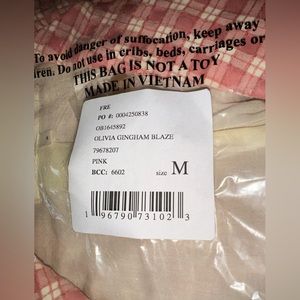 To avoid danger of suffocation, keep away
ren. Do not use in cribs, beds, carriages or
THIS BAG IS NOT A TOY
MADE IN VIETNAM
FRE
PO #: 0004250838
OB1645892
OLIVIA GINGHAM BLAZE
79678207
PINK
BCC: 6602
size: M
1 96790 73102 3